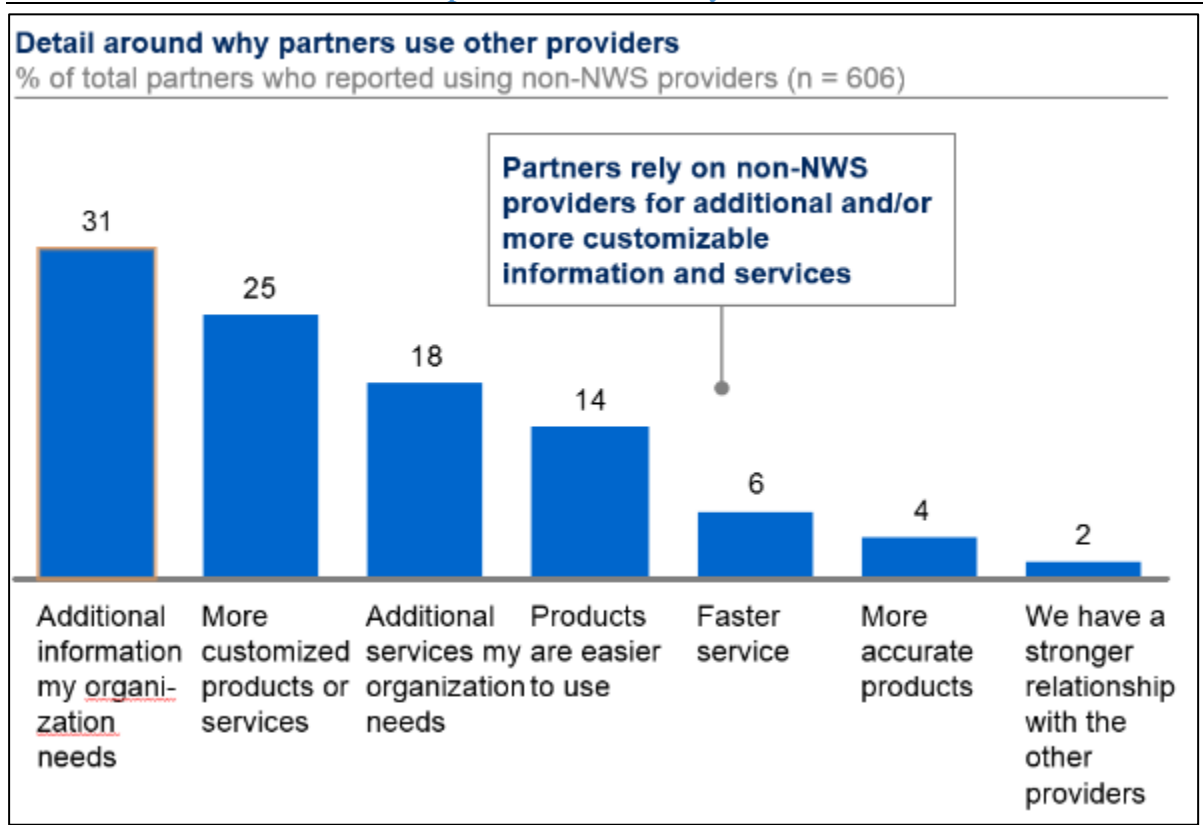 Detail around why partners use other providers
% of total partners who reported using non-NWS providers (n = 606)
Partners rely on non-NWS
providers for additional and/or
more customizable
information and services
31
25
18
14
6
4
2
Additional
information
my organi-
zation
needs
More
customized
products or
services
Additional
services my
organization
needs
Products
are easier
to use
Faster
service
More
accurate
products
We have a
stronger
relationship
with the
other
providers